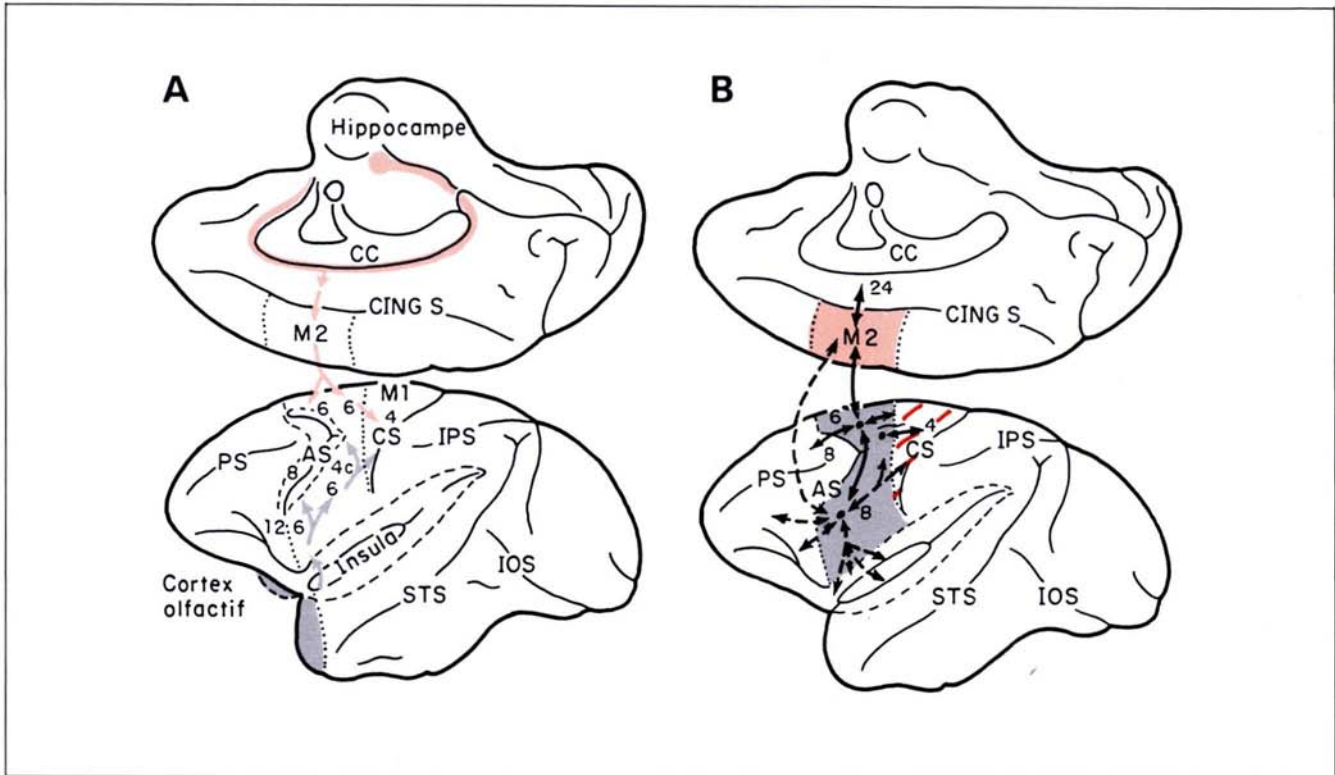 A
Hippocampe
CC
CING S
M2
M1
6
6
4
CS
IPS
PS
AS
8
4c
6
12
6
Insula
Cortex
olfactif
STS
IOS
B
CC
24
CING S
M2
6
4
CS
IPS
8
PS
AS
8
STS
IOS